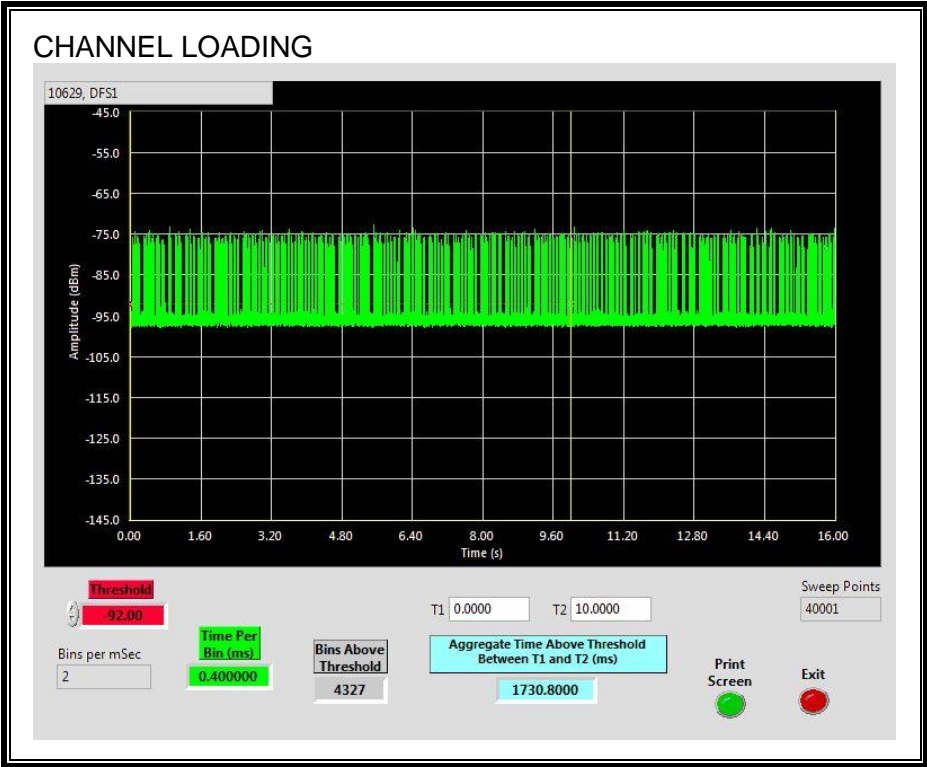 CHANNEL LOADING
10629, DFS1
-45.0
-55.0
-65.0
-75.0
-85.0
-95.0
-105.0
-115.0
-125.0
-135.0
-145.0
Amplitude (dBm)
0.00 1.60 3.20 4.80 6.40 8.00 9.60 11.20 12.80 14.40 16.00
Time (s)
Threshold
-92.00
Bins per mSec
2
Time Per
Bin (ms)
0.400000
Bins Above
Threshold
4327
T1 0.0000 T2 10.0000
Aggregate Time Above Threshold
Between T1 and T2 (ms)
1730.8000
Sweep Points
40001
Print
Screen
Exit